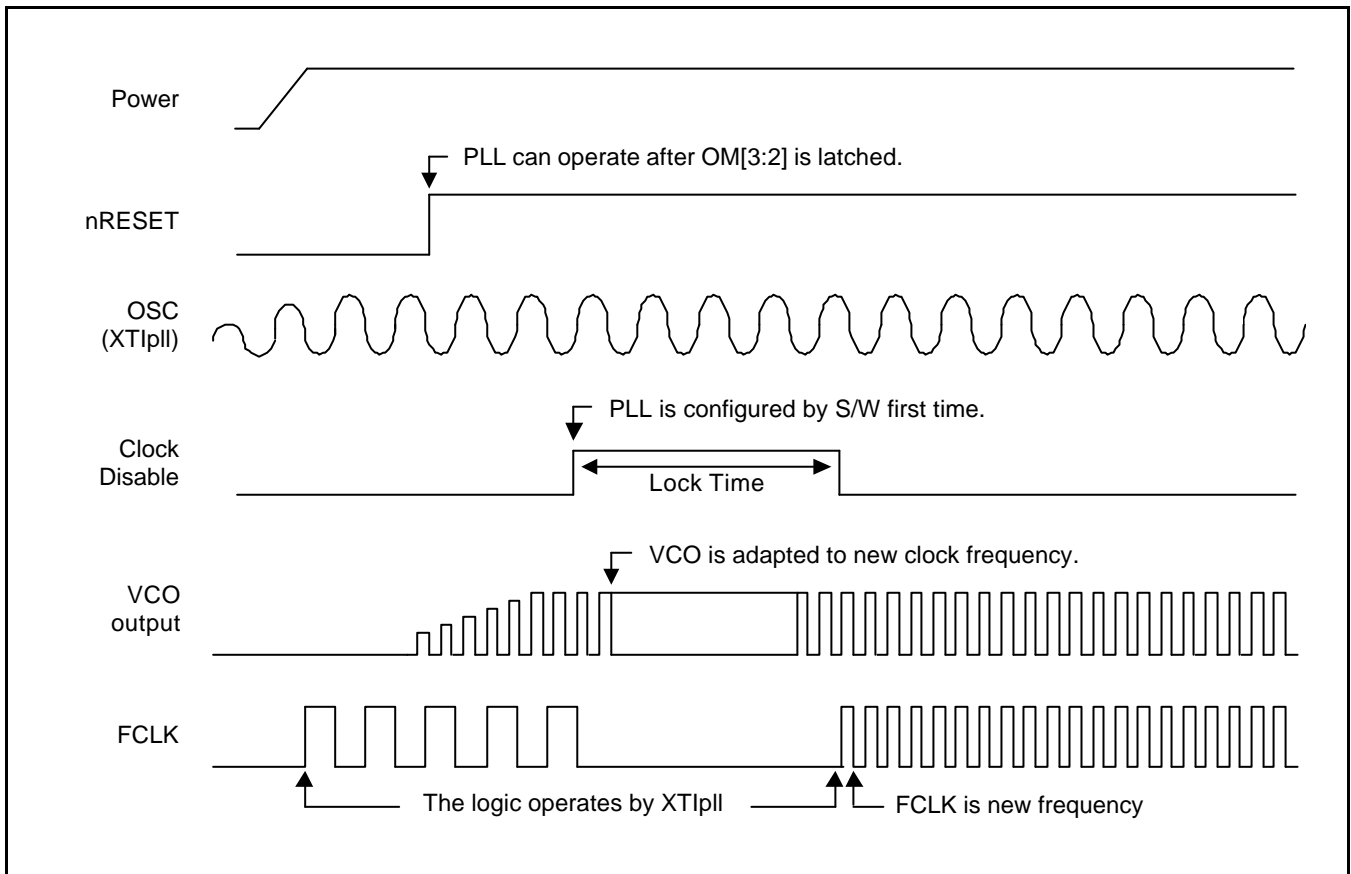 Power
PLL can operate after OM[3:2] is latched.
nRESET
OSC
(XTIpll)
PLL is configured by S/W first time.
Clock
Disable
Lock Time
VCO is adapted to new clock frequency.
VCO
output
FCLK
The logic operates by XTIpll
FCLK is new frequency